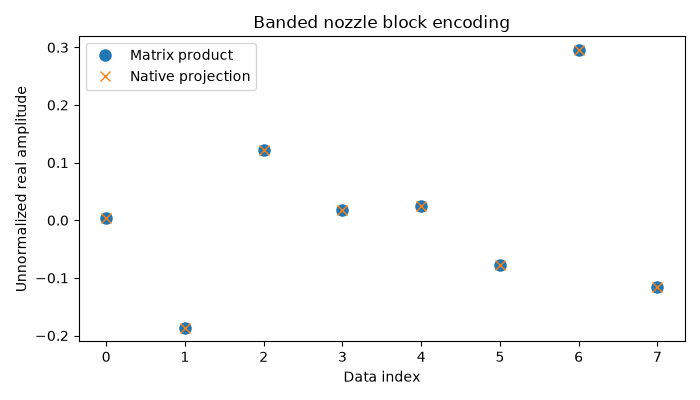 Banded nozzle block encoding
Matrix product
Native projection
Unnormalized real amplitude
0.3
0.2
0.1
0.0
−0.1
−0.2
0 1 2 3 4 5 6 7
Data index